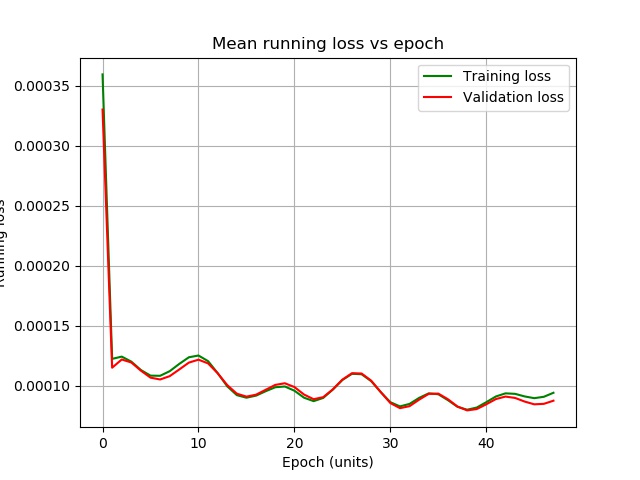 Mean running loss vs epoch
Training loss
Validation loss
0.00035
0.00030
0.00025
0.00020
0.00015
0.00010
Running loss
0 10 20 30 40
Epoch (units)